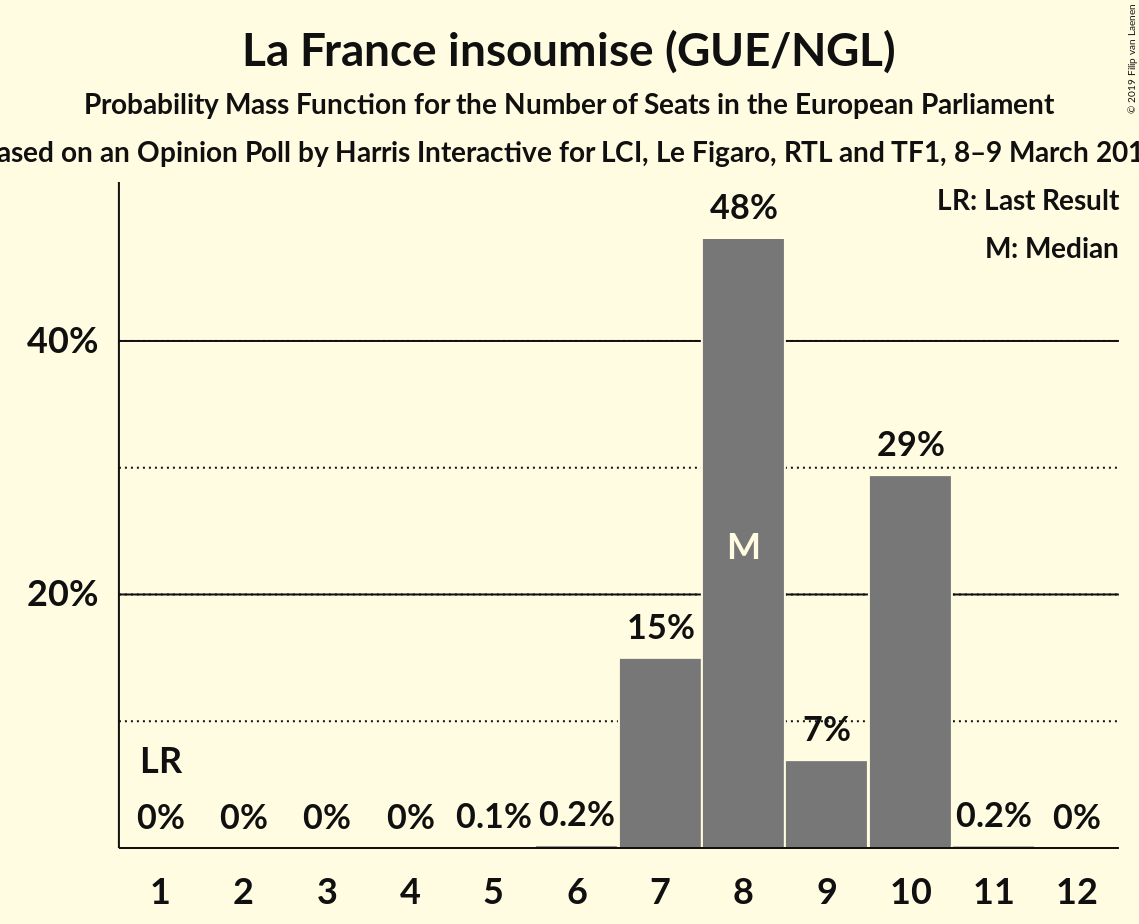 La France insoumise (GUE/NGL)
Probability Mass Function for the Number of Seats in the European Parliament
ased on an Opinion Poll by Harris Interactive for LCI, Le Figaro, RTL and TF1, 8–9 March 201
© 2019 Filip van Laenen
LR: Last Result
M: Median
48%
40%
29%
M
20%
15%
7%
LR
0% 0% 0% 0% 0.1% 0.2% 0.2% 0%
1 2 3 4 5 6 7 8 9 10 11 12